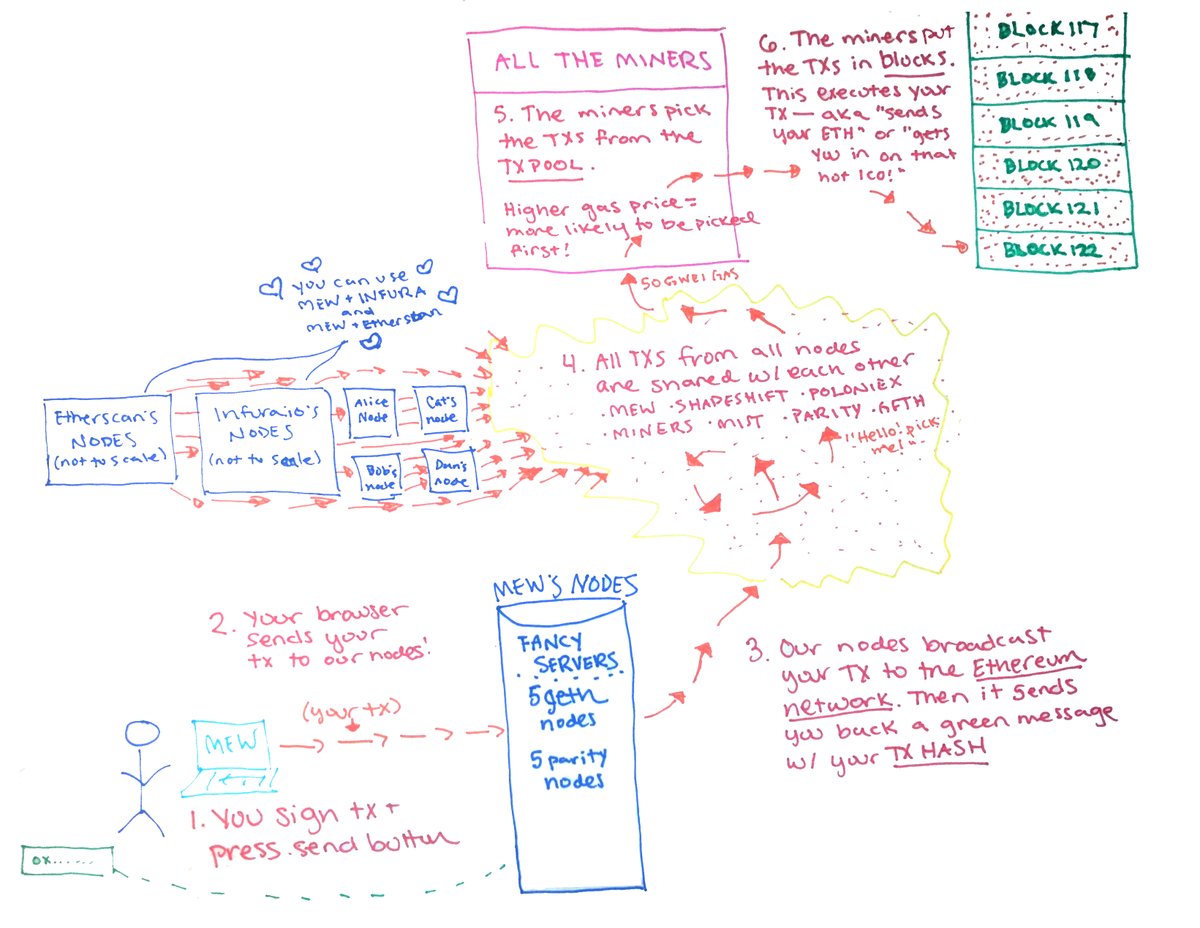 ALL THE MINERS
5. The miners pick
the TXs from the
TXPOOL.
Higher gas price =
more likely to be picked
first!
6. The miners put
the TXs in blocks.
This executes your
TX — aka "sends
your ETH" or "gets
you in on that
hot ICO!"
BLOCK 117
BLOCK 118
BLOCK 119
BLOCK 120
BLOCK 121
BLOCK 122
50 GWEI GAS
you can use
MEW + INFURA
and
MEW + Etherscan
Etherscan's
NODES
(not to scale)
Infura.io's
NODES
(not to scale)
Alice
Node
Cat's
node
Bob's
node
Dan's
node
4. All TXs from all nodes
are shared w/ each other
· MEW · SHAPESHIFT · POLONIEX
· MINERS · MIST · PARITY · GETH
"Hello! pick
me!"
MEW'S NODES
FANCY
SERVERS
5 geth
nodes
5 parity
nodes
2. Your browser
sends your
tx to our nodes!
(your tx)
MEW
1. You sign tx +
press send button
0x......
3. Our nodes broadcast
your TX to the Ethereum
network. Then it sends
you back a green message
w/ your TX HASH